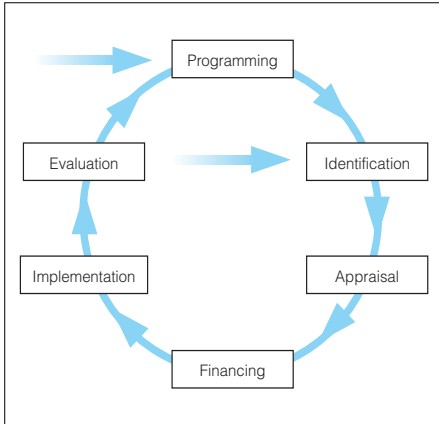 Programming
Evaluation
Identification
Implementation
Appraisal
Financing